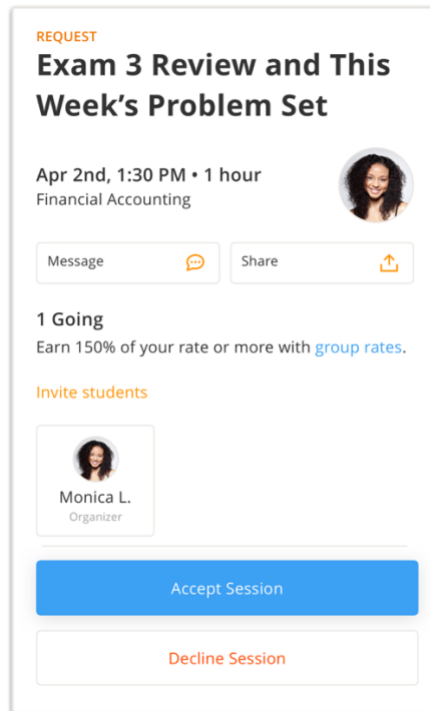 REQUEST
Exam 3 Review and This
Week’s Problem Set
Apr 2nd, 1:30 PM • 1 hour
Financial Accounting
Message
Share
1 Going
Earn 150% of your rate or more with group rates.
Invite students
Monica L.
Organizer
Accept Session
Decline Session